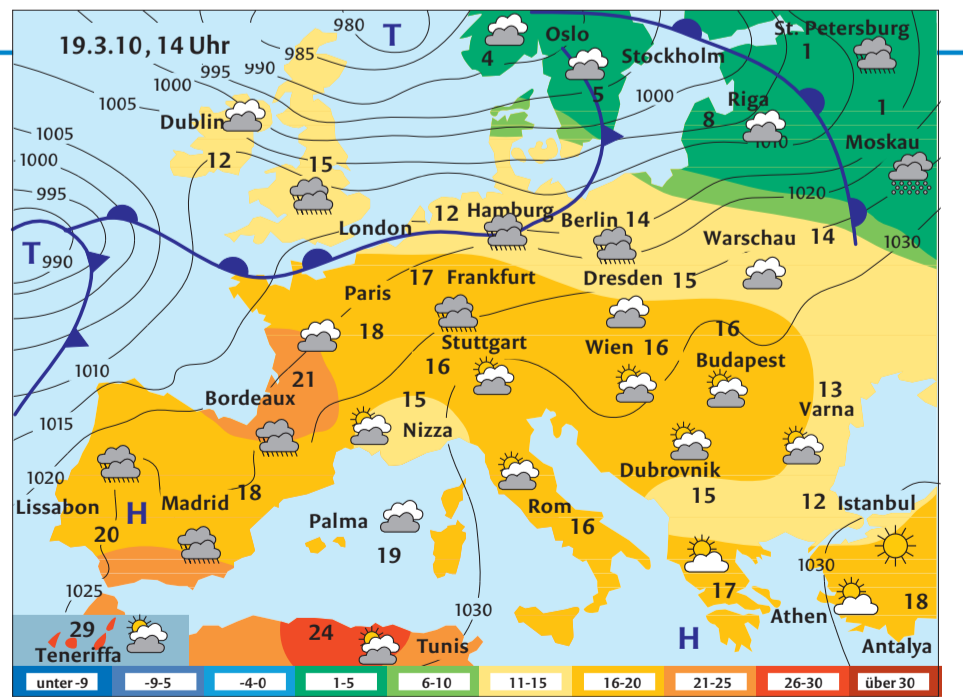 980
T
19.3.10, 14 Uhr
985
990
995
1000
1005
Oslo
4
Stockholm
5
1000
St. Petersburg
1
1
Riga
8
1010
Moskau
Dublin
12
15
1005
1000
995
T
990
London
12 Hamburg
Berlin 14
1020
Warschau 14
1030
17 Frankfurt
Dresden 15
Paris
18
Stuttgart
16
Wien 16
16
Budapest
1010
21
Bordeaux
15
Nizza
13
Varna
1015
1020
Lissabon
H
Madrid 18
20
Palma
19
Rom
16
Dubrovnik
15
12 Istanbul
1030
17
Athen
18
Antalya
1025
29
Teneriffa
24
Tunis
1030
H
unter -9
-9-5
-4-0
1-5
6-10
11-15
16-20
21-25
26-30
über 30